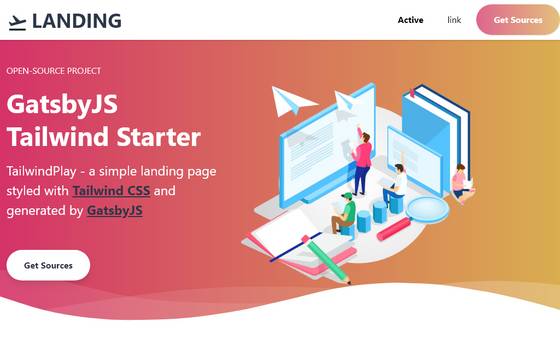 LANDING
Active
link
Get Sources
OPEN-SOURCE PROJECT
GatsbyJS
Tailwind Starter
TailwindPlay - a simple landing page
styled with Tailwind CSS and
generated by GatsbyJS
Get Sources